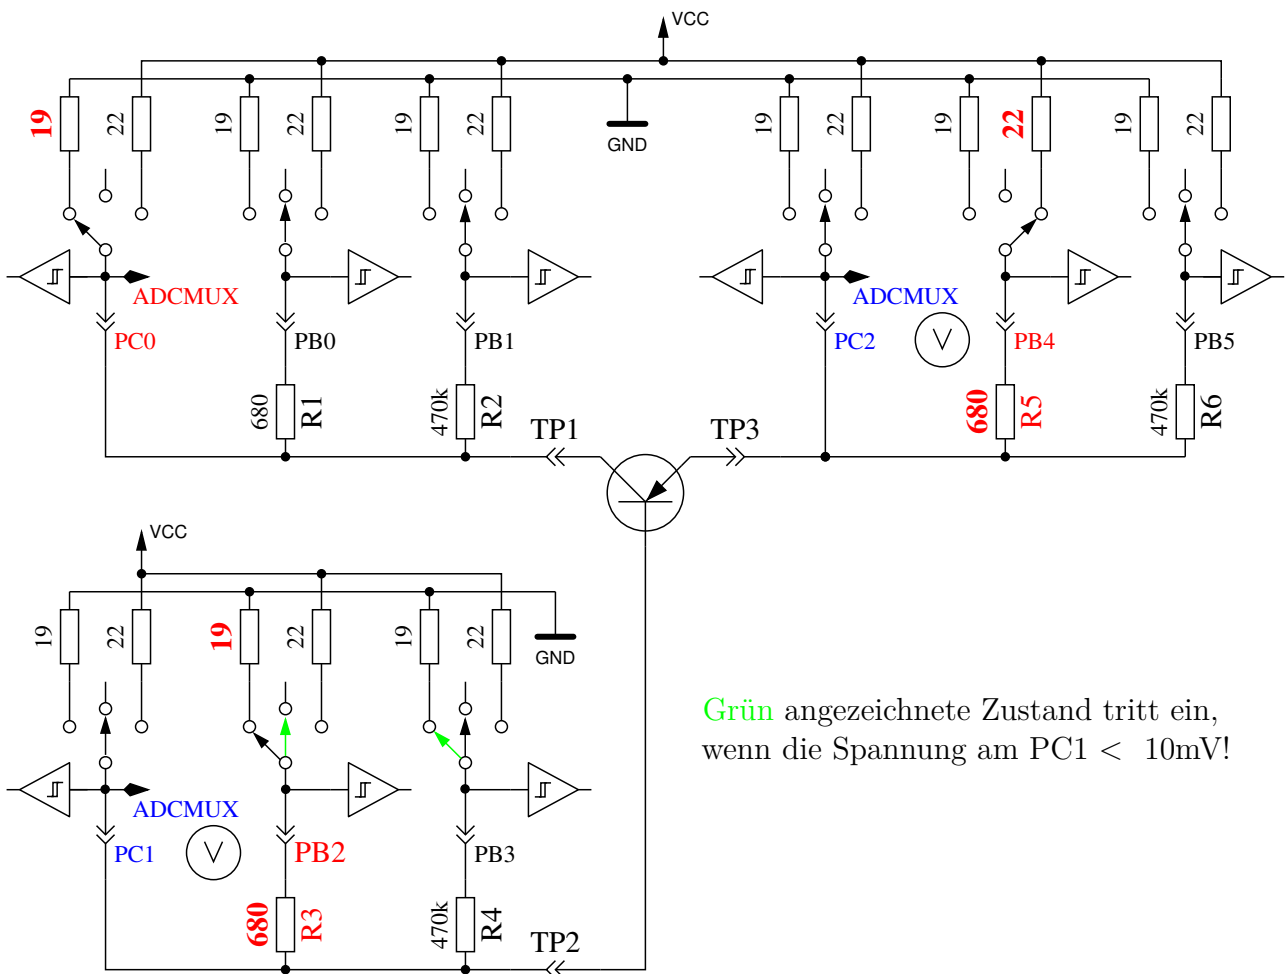 VCC
19
22
19
22
19
22
GND
19
22
19
22
19
22
ADCMUX
ADCMUX
PC0
PB0
PB1
PC2
V
PB4
PB5
680
R1
470k
R2
680
R5
470k
R6
TP1
TP3
VCC
19
22
19
22
19
22
GND
Grün angezeichnete Zustand tritt ein,
wenn die Spannung am PC1 < 10mV!
ADCMUX
PC1
V
PB2
PB3
680
R3
470k
R4
TP2